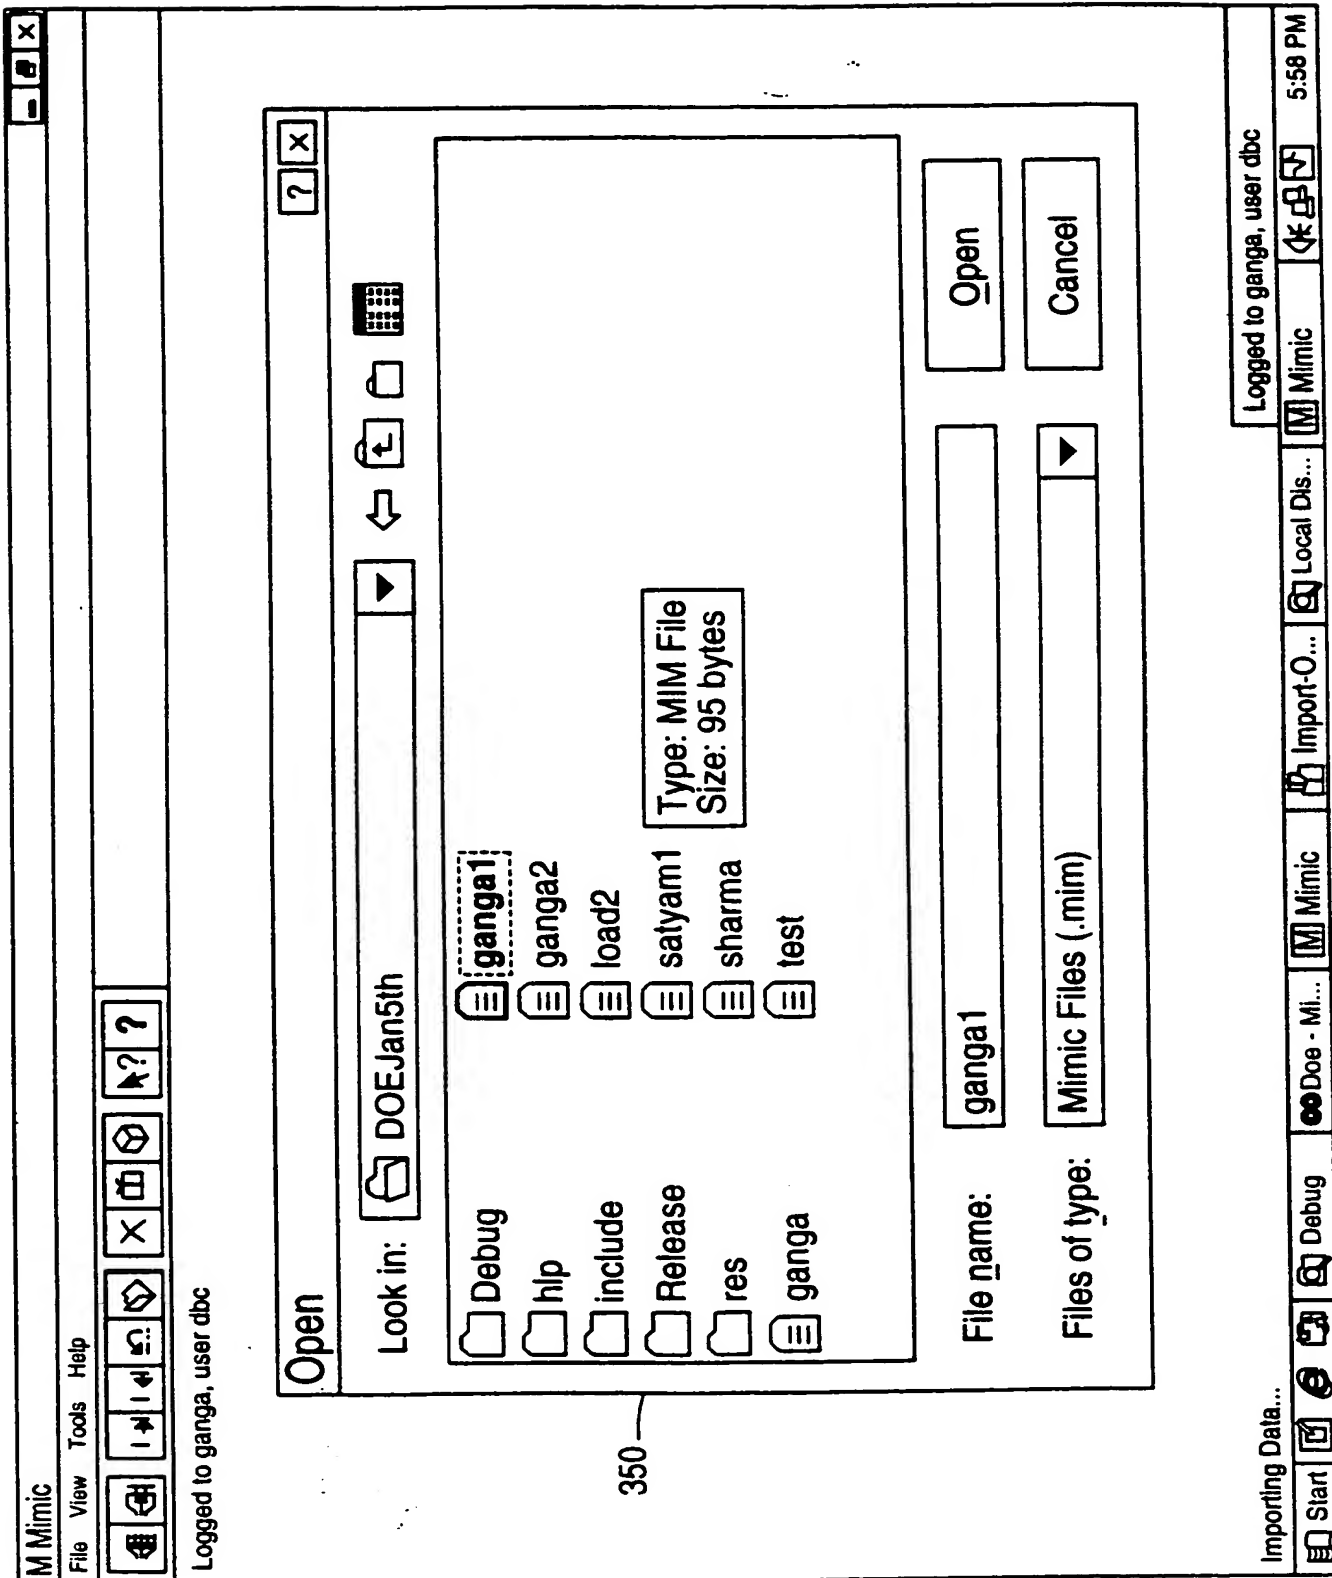 M Mimic
File View Tools Help
Logged to ganga, user dbc
Open
Look in: DOEJan5th
Debug
hlp
include
Release
res
ganga
ganga1
ganga2
load2
satyam1
sharma
test
Type: MIM File
Size: 95 bytes
File name: ganga1
Open
Files of type: Mimic Files (.mim)
Cancel
350
Importing Data...
Logged to ganga, user dbc
Start Debug Doe - Mi... M Mimic Import-O... Local Dis... M Mimic 5:58 PM